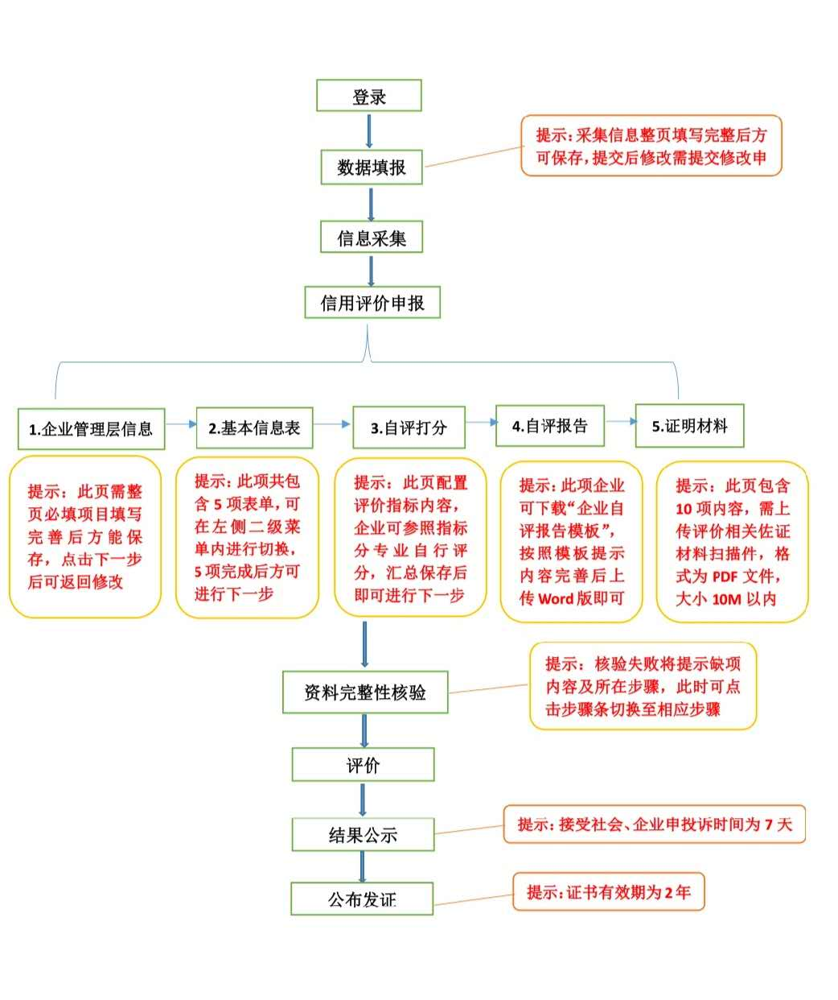 登录
提示：采集信息整页填写完整后方
可保存，提交后修改需提交修改申
数据填报
信息采集
信用评价申报
1.企业管理层信息
2.基本信息表
3.自评打分
4.自评报告
5.证明材料
提示：此页需整
页必填项目填写
完善后方能保
存，点击下一步
后可返回修改
提示：此项共包
含 5 项表单，可
在左侧二级菜
单内进行切换，
5 项完成后方可
进行下一步
提示：此页配置
评价指标内容，
企业可参照指标
分专业自行评
分，汇总保存后
即可进行下一步
提示：此项企业
可下载“企业自
评报告模板”，
按照模板提示
内容完善后上
传 Word 版即可
提示：此页包含
10 项内容，需上
传评价相关佐证
材料扫描件，格
式为 PDF 文件，
大小 10M 以内
资料完整性核验
提示：核验失败将提示缺项
内容及所在步骤，此时可点
击步骤条切换至相应步骤
评价
结果公示
提示：接受社会、企业申投诉时间为 7 天
公布发证
提示：证书有效期为 2 年